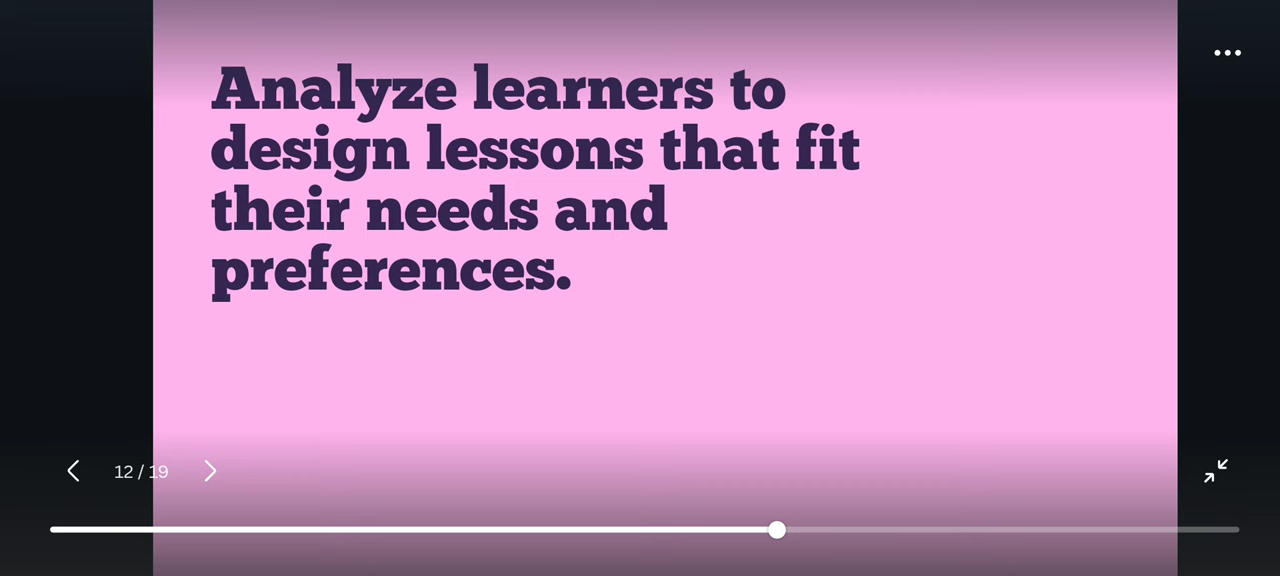 Analyze learners to
design lessons that fit
their needs and
preferences.
12 / 19